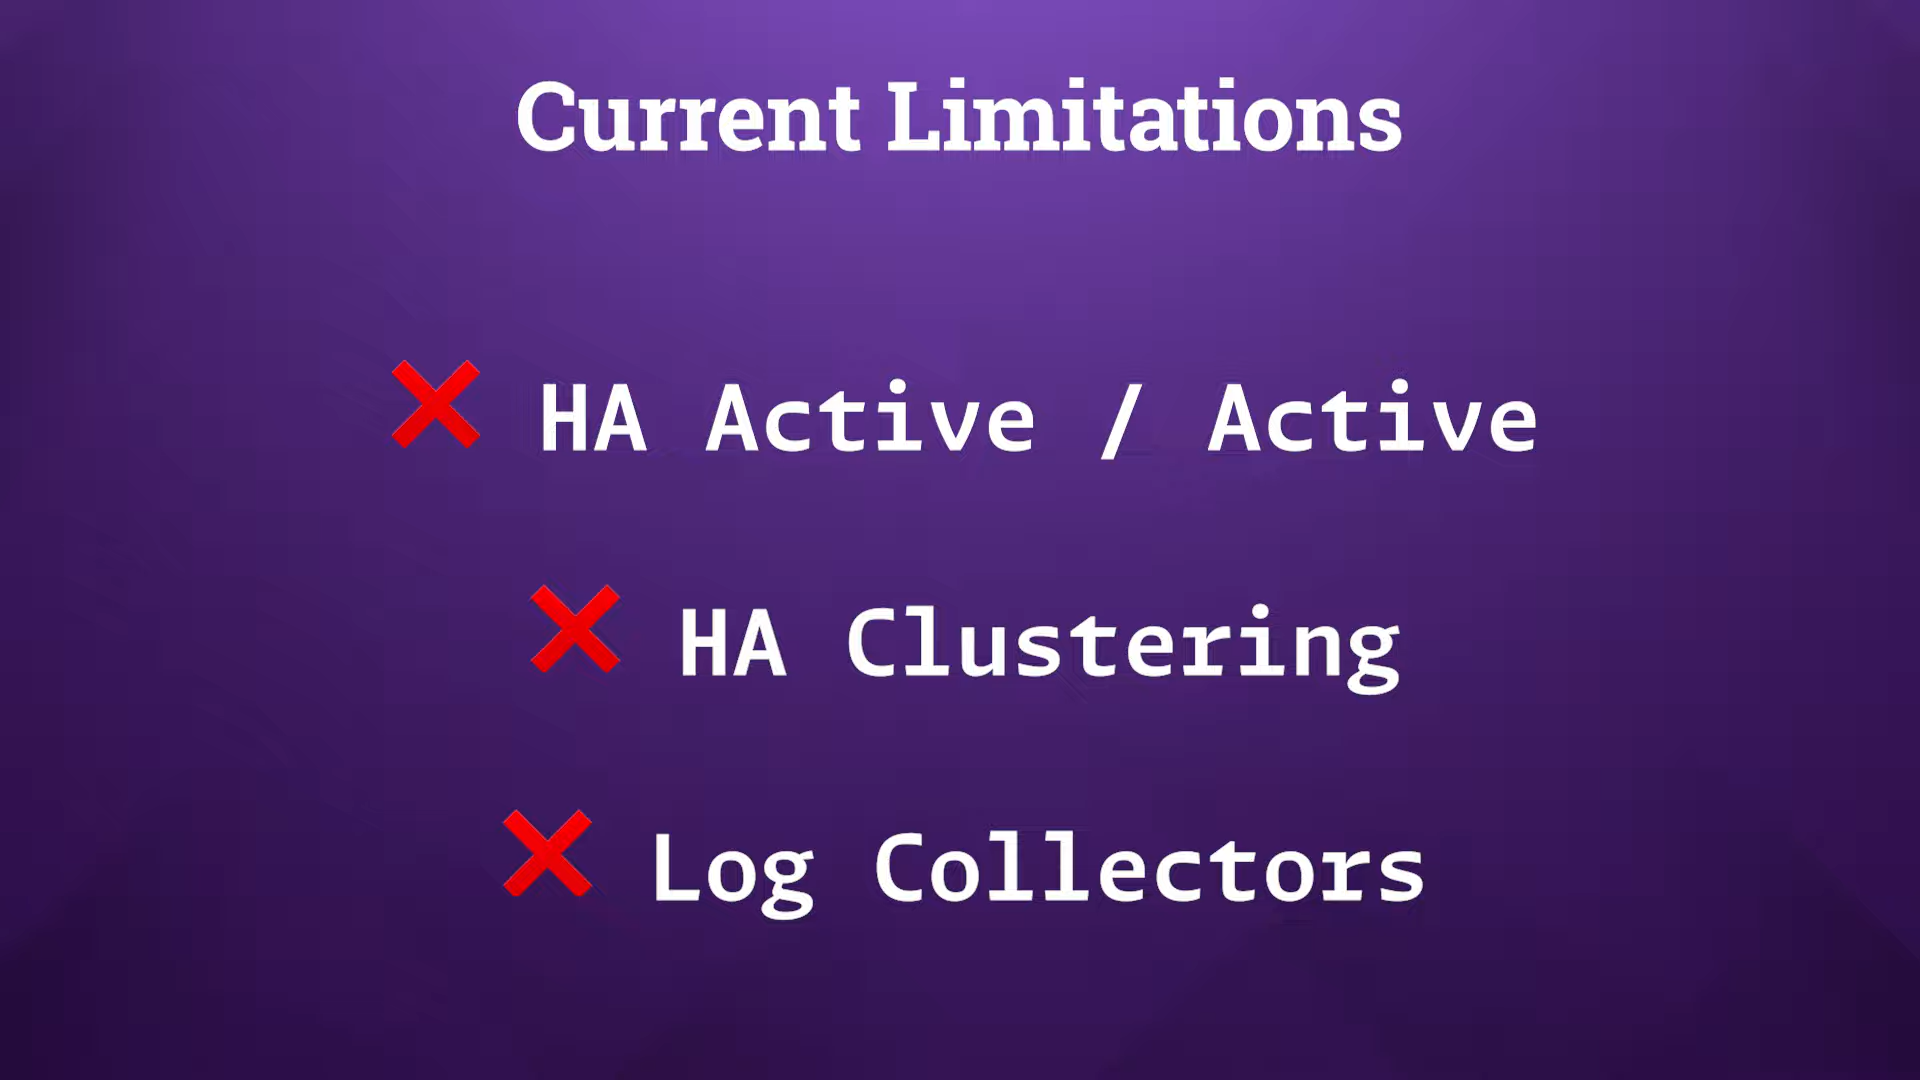 Current Limitations
❌ HA Active / Active
❌ HA Clustering
❌ Log Collectors